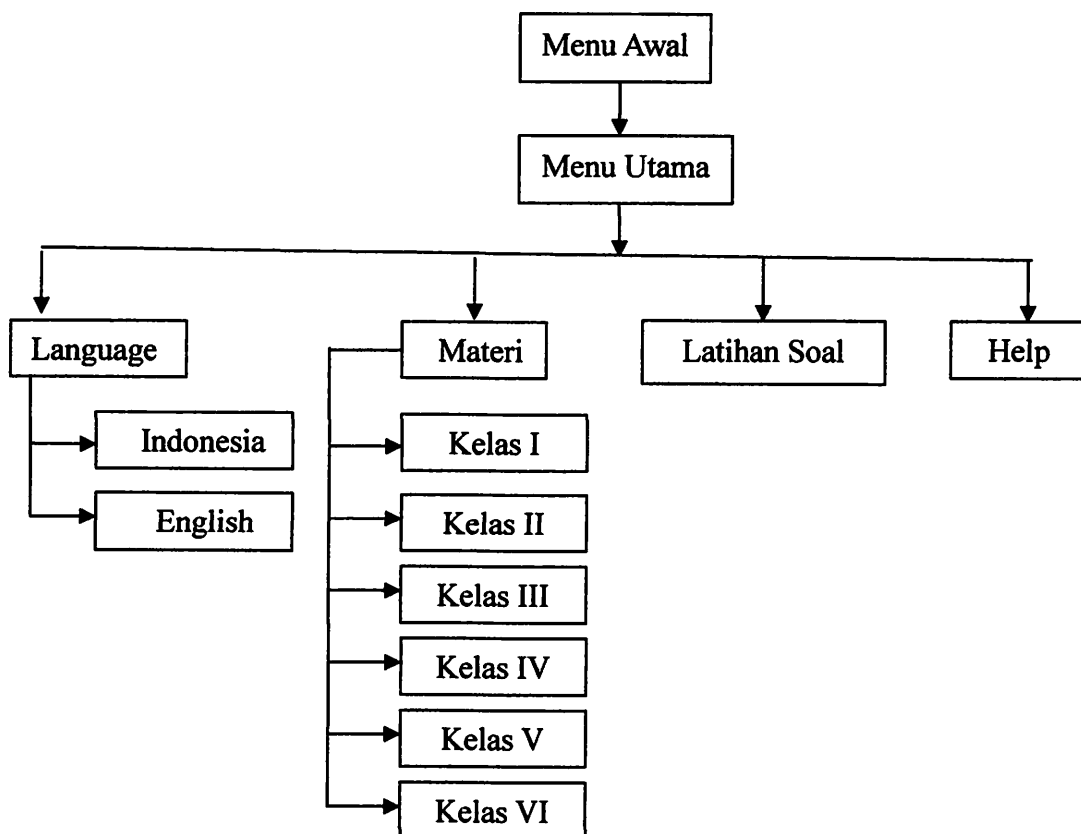 Menu Awal
Menu Utama
Language
Materi
Latihan Soal
Help
Indonesia
English
Kelas I
Kelas II
Kelas III
Kelas IV
Kelas V
Kelas VI